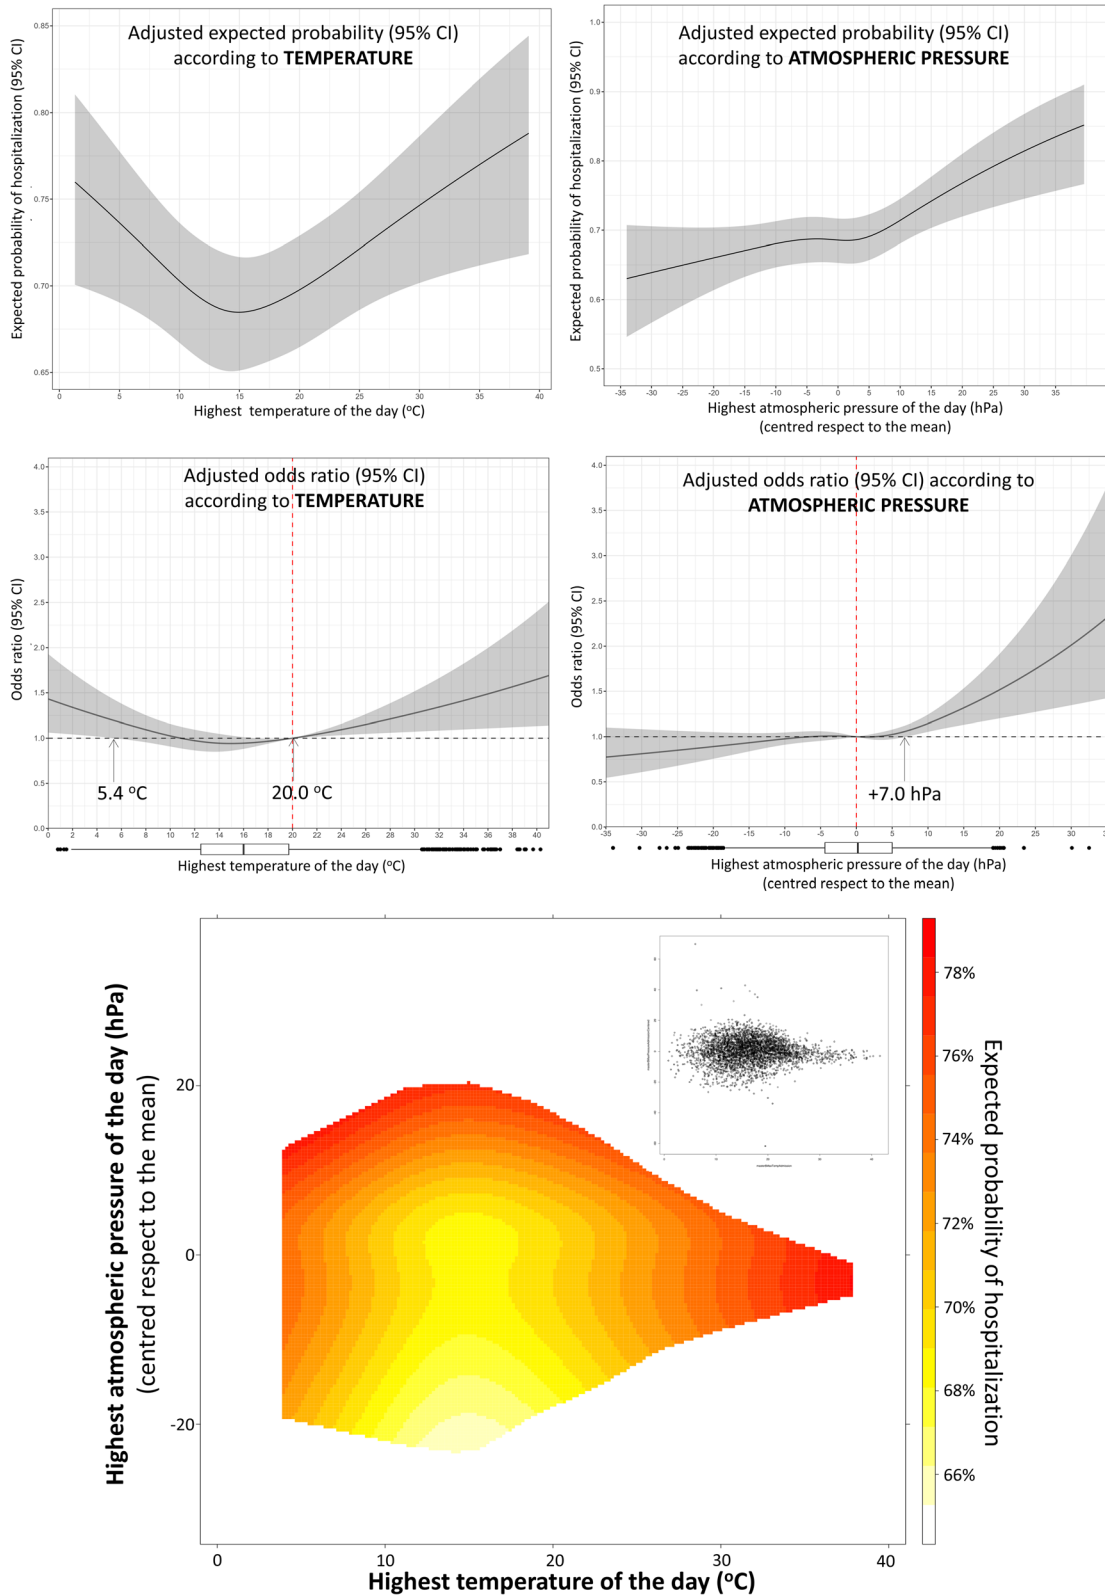 Adjusted expected probability (95% CI)
according to TEMPERATURE
Expected probability of hospitalization (95% CI)
0.85
0.80
0.75
0.70
0.65
0 5 10 15 20 25 30 35 40
Highest temperature of the day (ºC)
Adjusted expected probability (95% CI)
according to ATMOSPHERIC PRESSURE
Expected probability of hospitalization (95% CI)
1.0
0.9
0.8
0.7
0.6
0.5
-35 -30 -25 -20 -15 -10 -5 0 5 10 15 20 25 30 35
Highest atmospheric pressure of the day (hPa)
(centred respect to the mean)
Adjusted odds ratio (95% CI)
according to TEMPERATURE
Odds ratio (95% CI)
4.0
3.5
3.0
2.5
2.0
1.5
1.0
0.5
0.0
5.4 ºC
20.0 ºC
0 2 4 6 8 10 12 14 16 18 20 22 24 26 28 30 32 34 36 38 40
Highest temperature of the day (ºC)
Adjusted odds ratio (95% CI) according to
ATMOSPHERIC PRESSURE
Odds ratio (95% CI)
4.0
3.5
3.0
2.5
2.0
1.5
1.0
0.5
0.0
+7.0 hPa
-35 -30 -25 -20 -15 -10 -5 0 5 10 15 20 25 30
Highest atmospheric pressure of the day (hPa)
(centred respect to the mean)
Highest atmospheric pressure of the day (hPa)
(centred respect to the mean)
20
0
-20
0 10 20 30 40
Highest temperature of the day (ºC)
78%
76%
74%
72%
70%
68%
66%
Expected probability of hospitalization
0 10 20 30 40